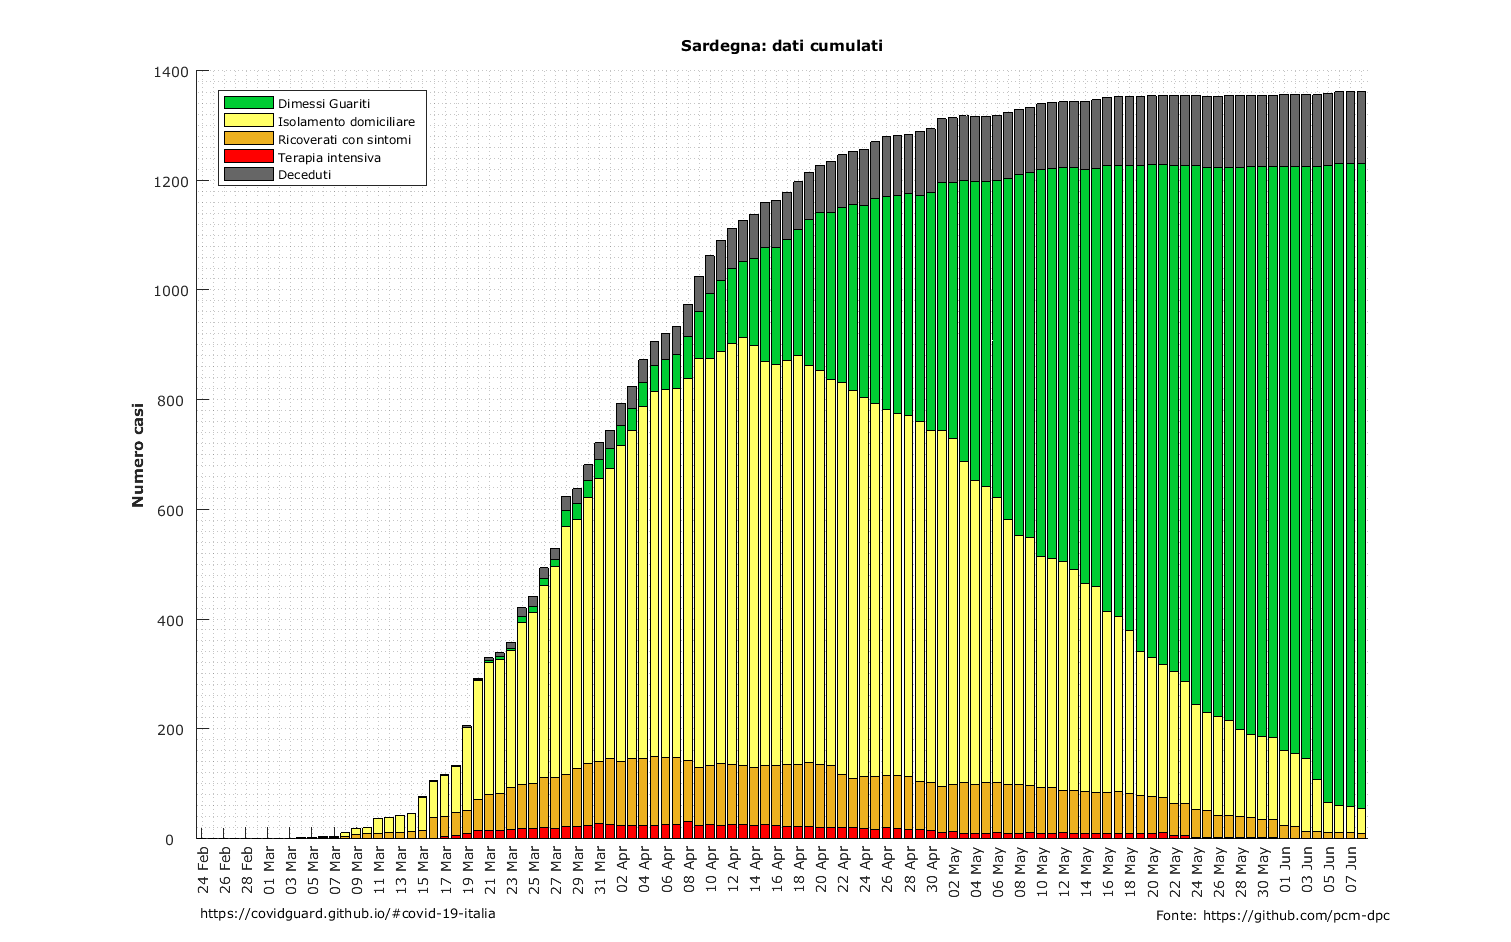 Sardegna: dati cumulati
1400
1200
1000
800
600
400
200
0
Numero casi
Dimessi Guariti
Isolamento domiciliare
Ricoverati con sintomi
Terapia intensiva
Deceduti
24 Feb
26 Feb
28 Feb
01 Mar
03 Mar
05 Mar
07 Mar
09 Mar
11 Mar
13 Mar
15 Mar
17 Mar
19 Mar
21 Mar
23 Mar
25 Mar
27 Mar
29 Mar
31 Mar
02 Apr
04 Apr
06 Apr
08 Apr
10 Apr
12 Apr
14 Apr
16 Apr
18 Apr
20 Apr
22 Apr
24 Apr
26 Apr
28 Apr
30 Apr
02 May
04 May
06 May
08 May
10 May
12 May
14 May
16 May
18 May
20 May
22 May
24 May
26 May
28 May
30 May
01 Jun
03 Jun
05 Jun
07 Jun
https://covidguard.github.io/#covid-19-italia
Fonte: https://github.com/pcm-dpc